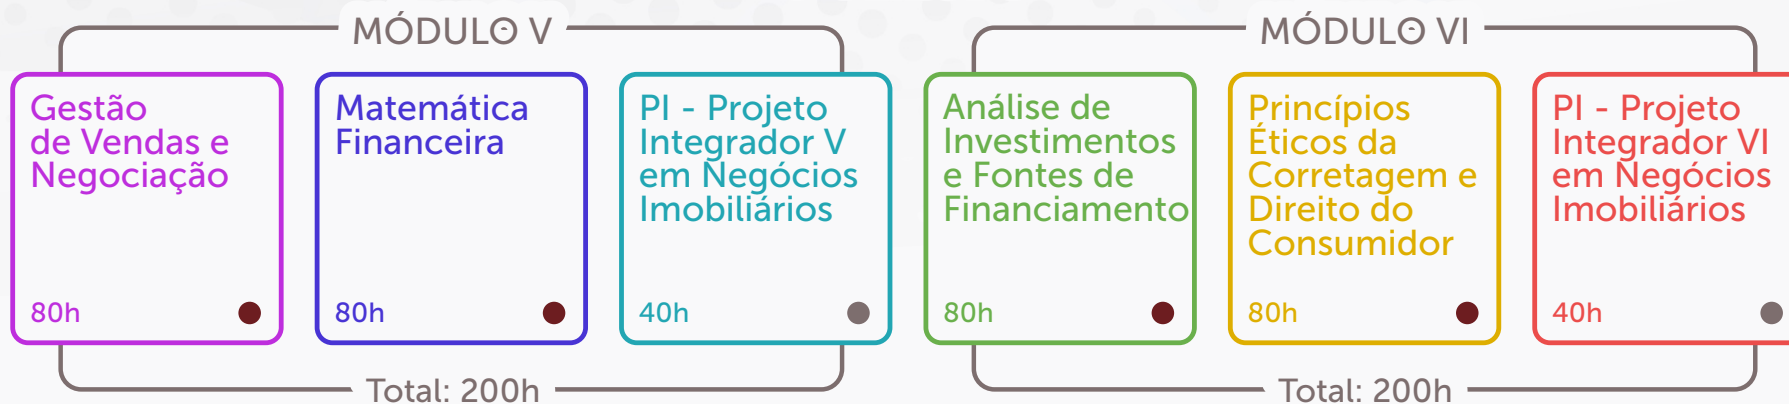 MÓDULO V
Gestão
de Vendas e
Negociação
80h
Matemática
Financeira
80h
PI - Projeto
Integrador V
em Negócios
Imobiliários
40h
Total: 200h
MÓDULO VI
Análise de
Investimentos
e Fontes de
Financiamento
80h
Princípios
Éticos da
Corretagem e
Direito do
Consumidor
80h
PI - Projeto
Integrador VI
em Negócios
Imobiliários
40h
Total: 200h